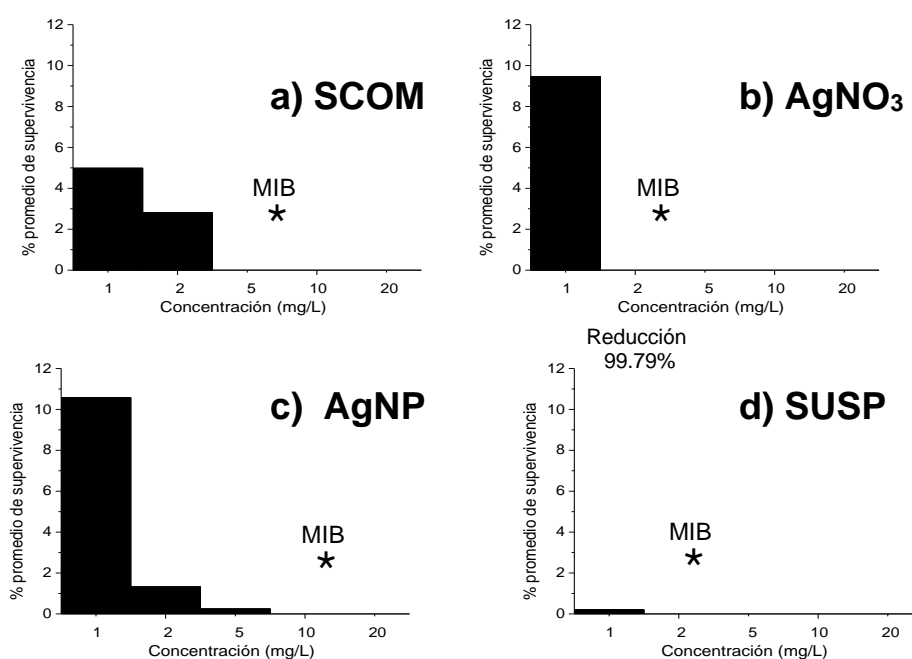 12
10
8
6
4
2
0
% promedio de supervivencia
a) SCOM
MIB
*
1 2 5 10 20
Concentración (mg/L)
12
10
8
6
4
2
0
% promedio de supervivencia
b) AgNO₃
MIB
*
1 2 5 10 20
Concentración (mg/L)
12
10
8
6
4
2
0
% promedio de supervivencia
c) AgNP
MIB
*
1 2 5 10 20
Concentración (mg/L)
Reducción
99.79%
12
10
8
6
4
2
0
% promedio de supervivencia
d) SUSP
MIB
*
1 2 5 10 20
Concentración (mg/L)